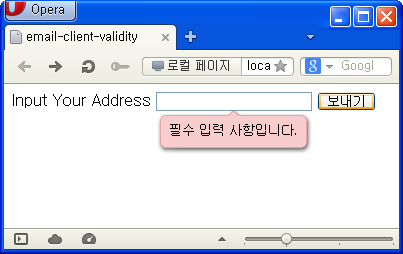 Opera
email-client-validity
로컬 페이지 loca Googl
Input Your Address 보내기
필수 입력 사항입니다.